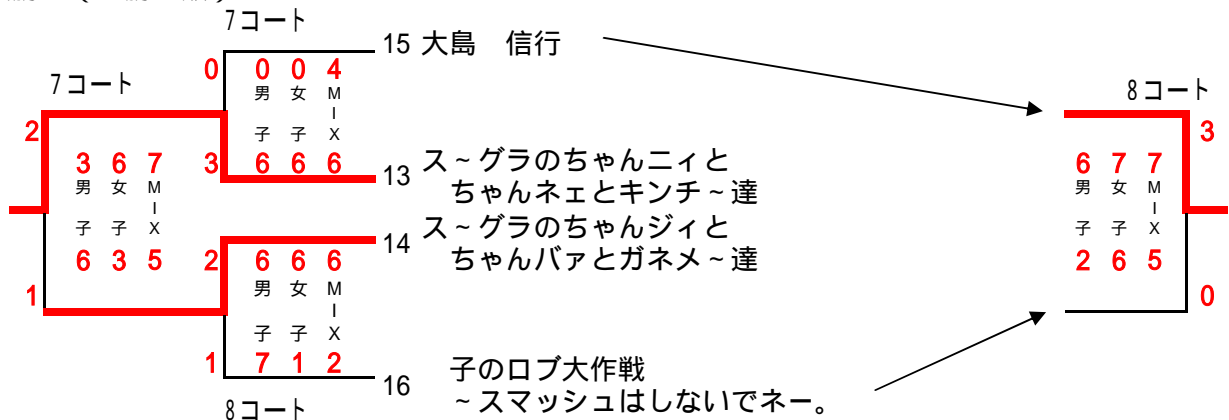 7コート
15 大島　信行
7コート
8コート
0 0 0 4
男子 女子 MIX
2
3
3 6 6 6
13 ス～グラのちゃんニィと
ちゃんネェとキンチ～達
3 6 7
男子 女子 MIX
6 3 5
6 7 7
男子 女子 MIX
2 6 5
14 ス～グラのちゃんジィと
ちゃんバァとガネメ～達
2 6 6 6
男子 女子 MIX
1
0
1 7 1 2
16 子のロブ大作戦
～スマッシュはしないでネー。
8コート